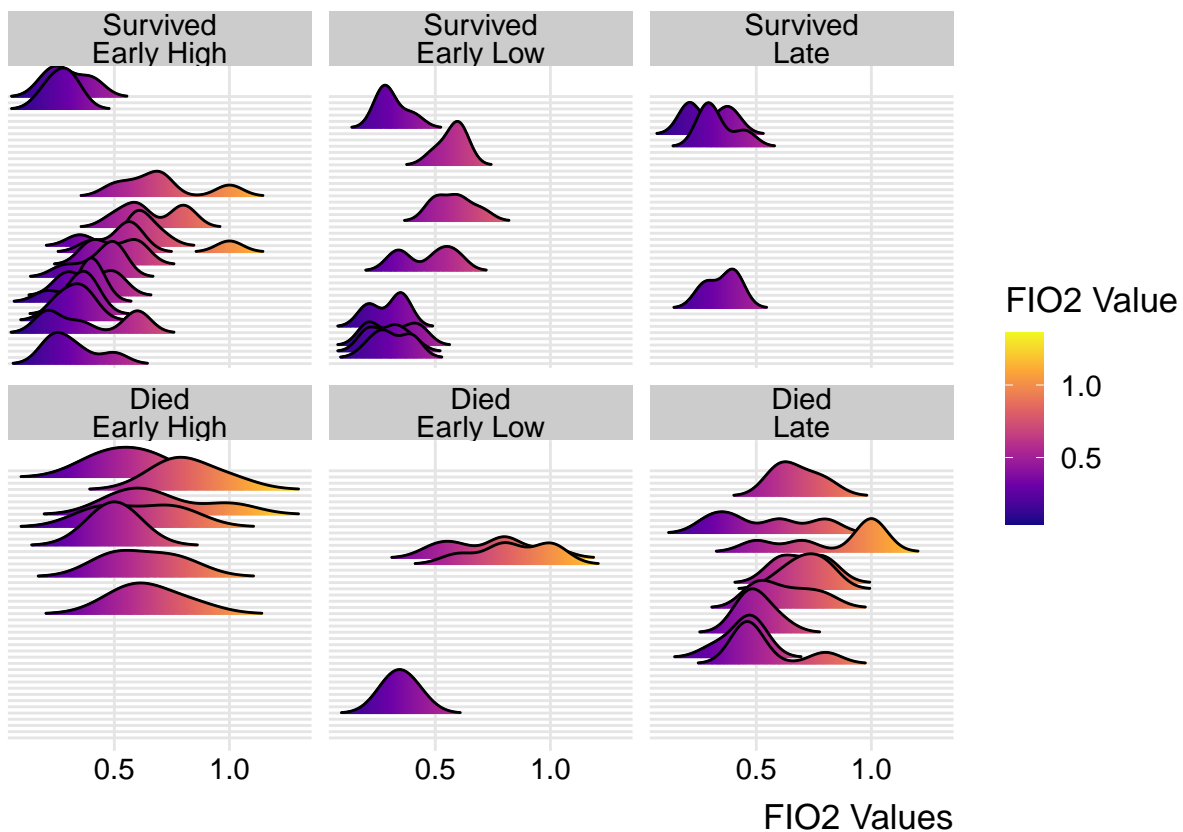 Survived
Early High
Survived
Early Low
Survived
Late
Died
Early High
Died
Early Low
Died
Late
FIO2 Value
1.0
0.5
0.5 1.0 0.5 1.0 0.5 1.0
FIO2 Values